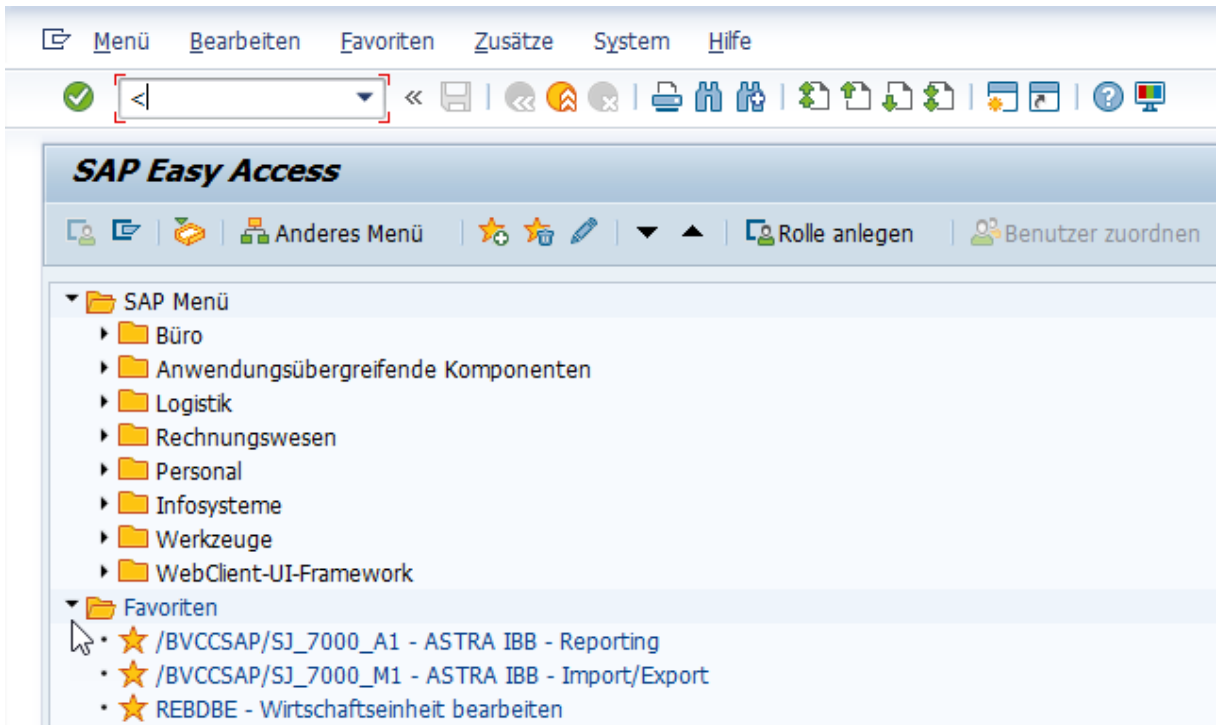 Menü Bearbeiten Favoriten Zusätze System Hilfe
<
SAP Easy Access
Anderes Menü Rolle anlegen Benutzer zuordnen
SAP Menü
Büro
Anwendungsübergreifende Komponenten
Logistik
Rechnungswesen
Personal
Infosysteme
Werkzeuge
WebClient-UI-Framework
Favoriten
/BVCCSAP/SJ_7000_A1 - ASTRA IBB - Reporting
/BVCCSAP/SJ_7000_M1 - ASTRA IBB - Import/Export
REBDBE - Wirtschaftseinheit bearbeiten